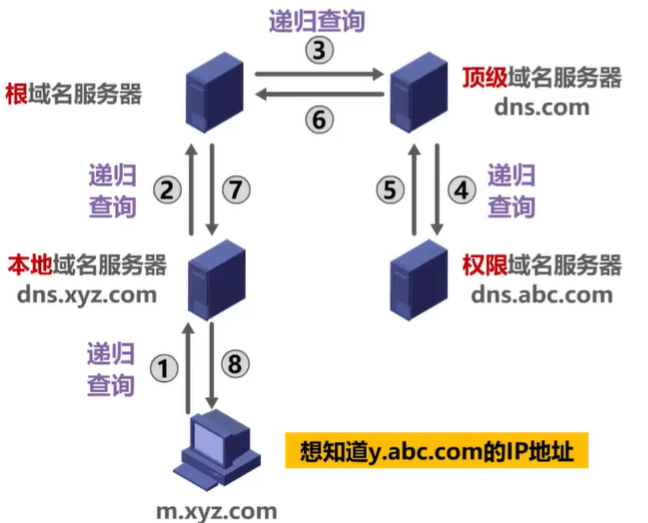 递归查询
③
根域名服务器
顶级域名服务器
dns.com
⑥
递归
查询
②
⑦
⑤
④
递归
查询
本地域名服务器
dns.xyz.com
权限域名服务器
dns.abc.com
递归
查询
①
⑧
想知道y.abc.com的IP地址
m.xyz.com